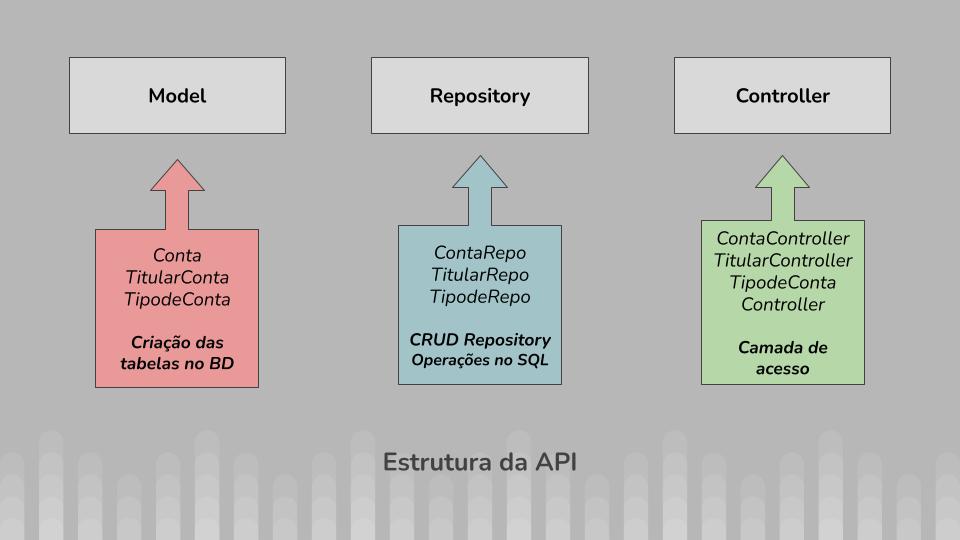 Model
Repository
Controller
Conta
TitularConta
TipodeConta
Criação das
tabelas no BD
ContaRepo
TitularRepo
TipodeRepo
CRUD Repository
Operações no SQL
ContaController
TitularController
TipodeConta
Controller
Camada de
acesso
Estrutura da API